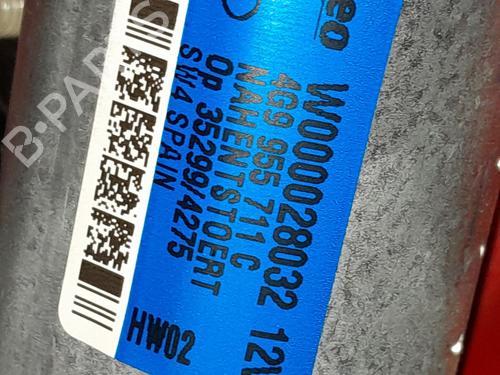 eo
W000028032 12V
4G9 955 711 C
NAHENTSTOERT
Op 35299/4275
SW4 SPAIN
HW02
B-PARTS